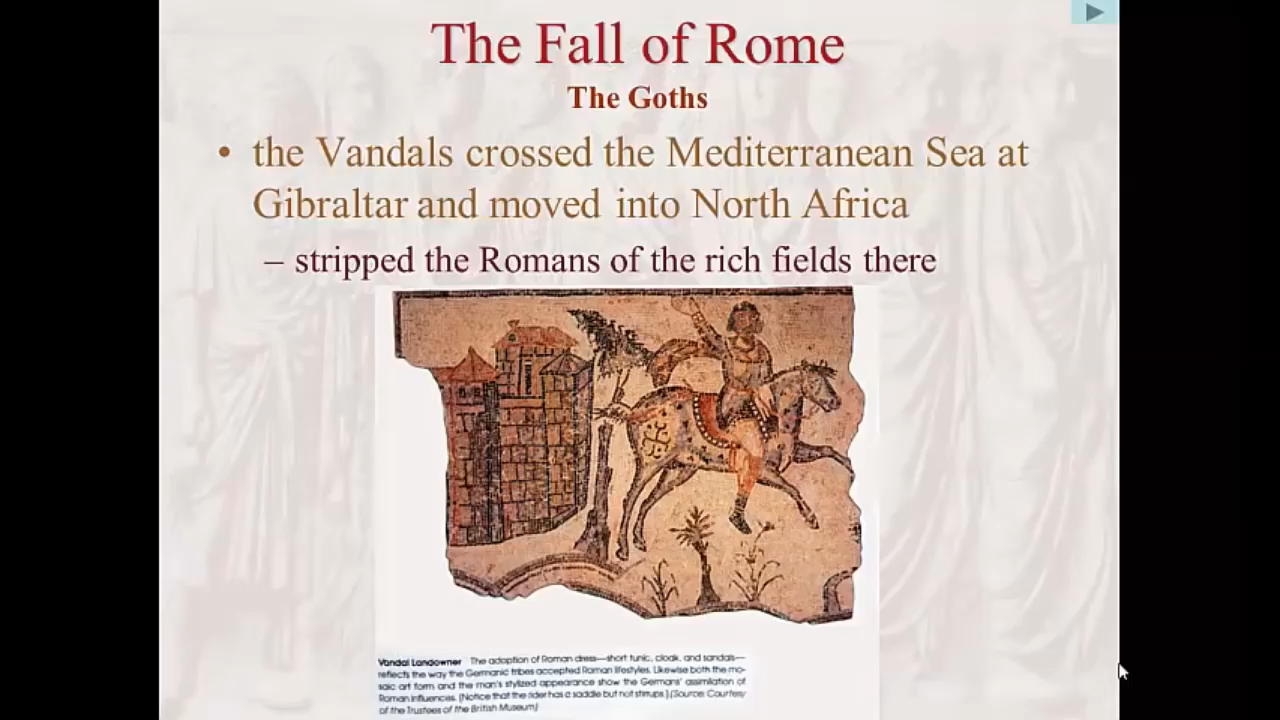 The Fall of Rome
The Goths
• the Vandals crossed the Mediterranean Sea at
Gibraltar and moved into North Africa
– stripped the Romans of the rich fields there
Vandal Landowner The adoption of Roman dress—short tunic, cloak, and sandals—
reflects the way the Germanic tribes accepted Roman lifestyles. Likewise both the mo-
saic art form and the man's stylized appearance show the Germans' assimilation of
Roman influences. (Notice that the rider has a saddle but not stirrups.) (Source: Courtesy
of the Trustees of the British Museum)